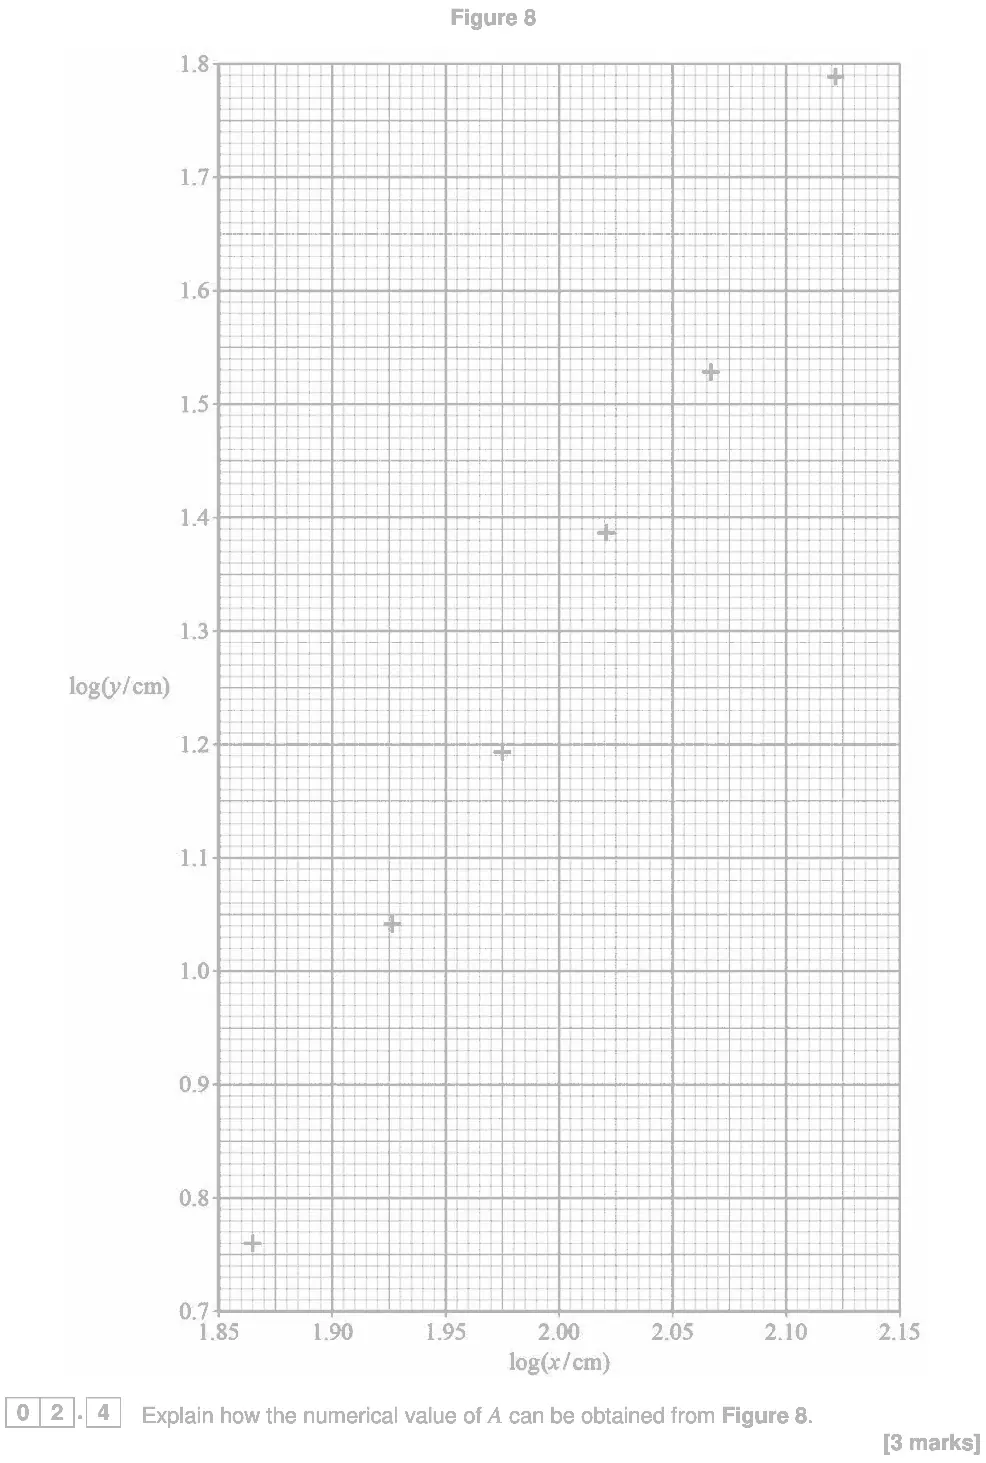 Figure 8
1.8
1.7
1.6
1.5
1.4
1.3
log(y/cm)
1.2
1.1
1.0
0.9
0.8
0.7
1.85 1.90 1.95 2.00 2.05 2.10 2.15
log(x/cm)
0 2 . 4 Explain how the numerical value of A can be obtained from Figure 8.
[3 marks]